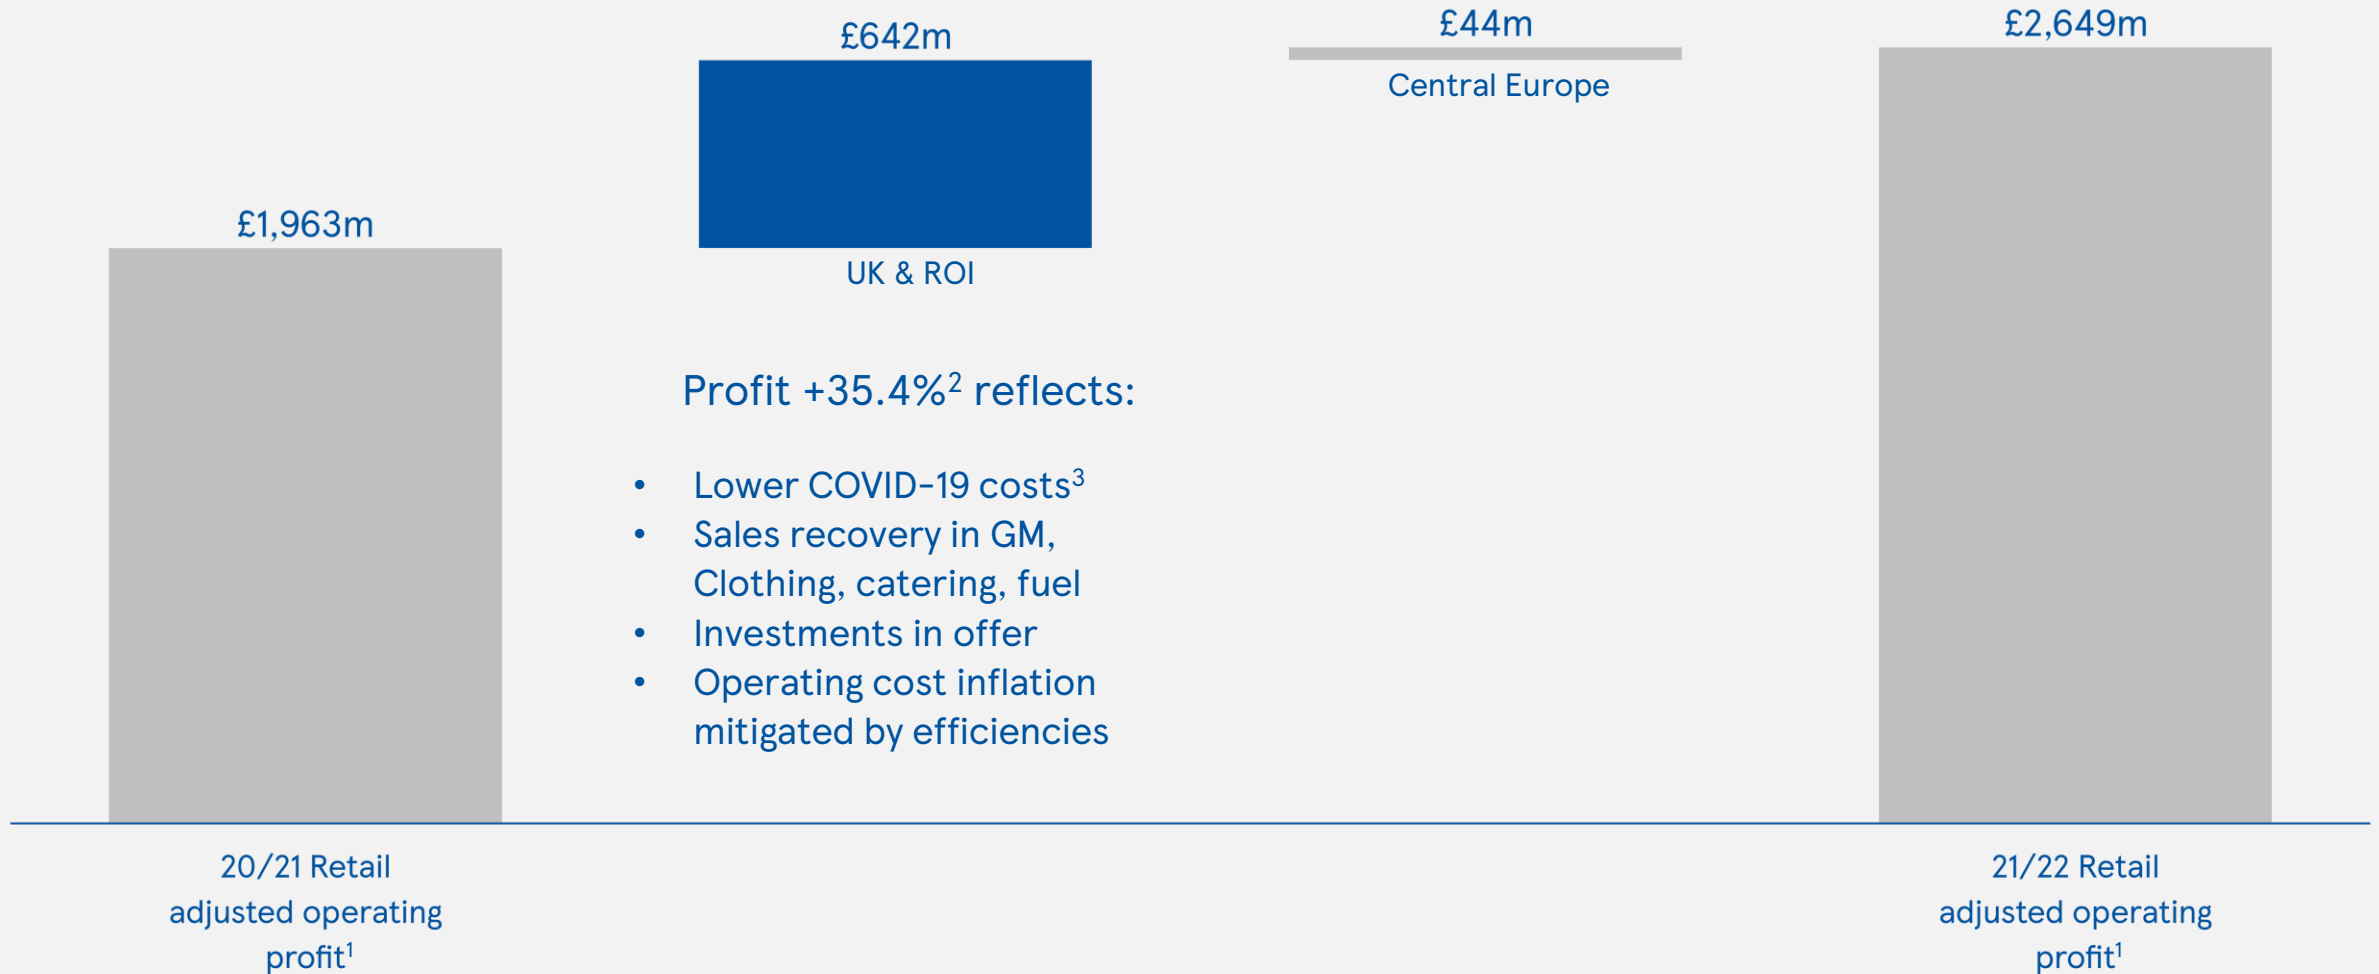 £1,963m
20/21 Retail
adjusted operating
profit¹
£642m
UK & ROI
Profit +35.4%² reflects:
• Lower COVID-19 costs³
• Sales recovery in GM,
Clothing, catering, fuel
• Investments in offer
• Operating cost inflation
mitigated by efficiencies
£44m
Central Europe
£2,649m
21/22 Retail
adjusted operating
profit¹